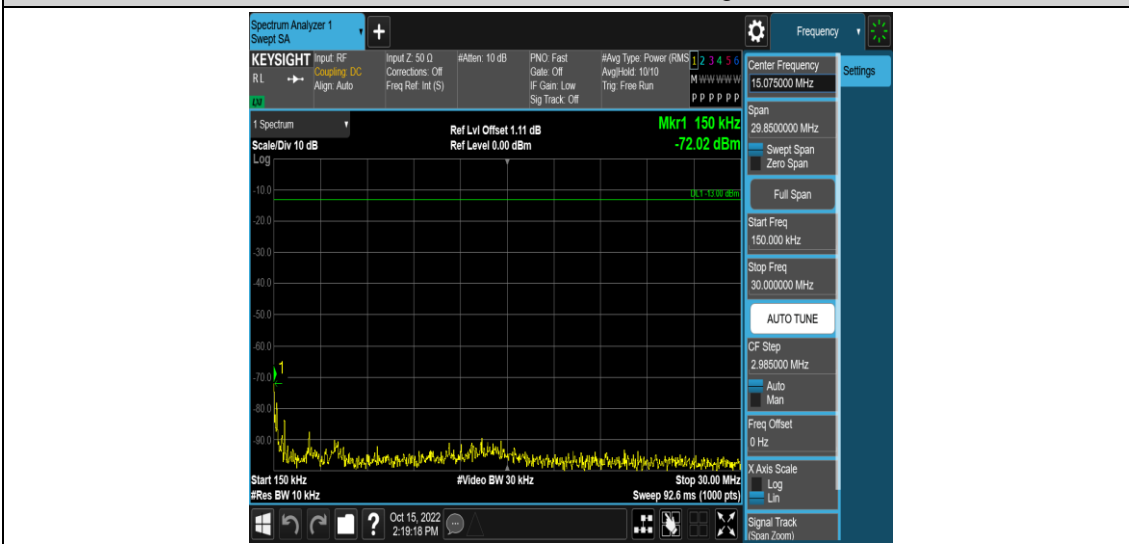 Spectrum Analyzer 1
Swept SA
+
Frequency
KEYSIGHT
RL
LXI
Input: RF
Coupling: DC
Align: Auto
Input Z: 50 Ω
Corrections: Off
Freq Ref: Int (S)
#Atten: 10 dB
PNO: Fast
Gate: Off
IF Gain: Low
Sig Track: Off
#Avg Type: Power (RMS
Avg|Hold: 10/10
Trig: Free Run
1 2 3 4 5 6
M W W W W W
P P P P P P
Center Frequency
15.075000 MHz
Settings
Span
29.8500000 MHz
Swept Span
Zero Span
Full Span
Start Freq
150.000 kHz
Stop Freq
30.000000 MHz
AUTO TUNE
CF Step
2.985000 MHz
Auto
Man
Freq Offset
0 Hz
X Axis Scale
Log
Lin
Signal Track
(Span Zoom)
1 Spectrum
Scale/Div 10 dB
Log
Ref Lvl Offset 1.11 dB
Ref Level 0.00 dBm
Mkr1 150 kHz
-72.02 dBm
DL1 -13.00 dBm
-10.0
-20.0
-30.0
-40.0
-50.0
-60.0
-70.0
-80.0
-90.0
1
Start 150 kHz
#Res BW 10 kHz
#Video BW 30 kHz
Stop 30.00 MHz
Sweep 92.6 ms (1000 pts)
?
Oct 15, 2022
2:19:18 PM